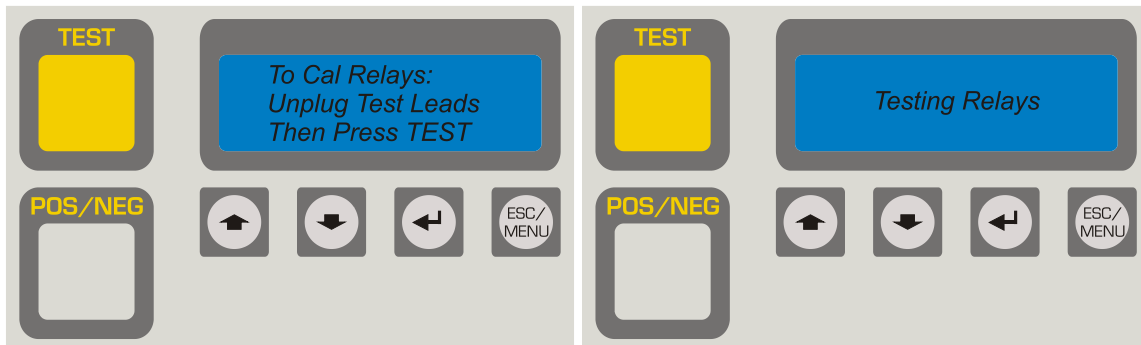 TEST
To Cal Relays:
Unplug Test Leads
Then Press TEST
POS/NEG
ESC/
MENU
TEST
Testing Relays
POS/NEG
ESC/
MENU